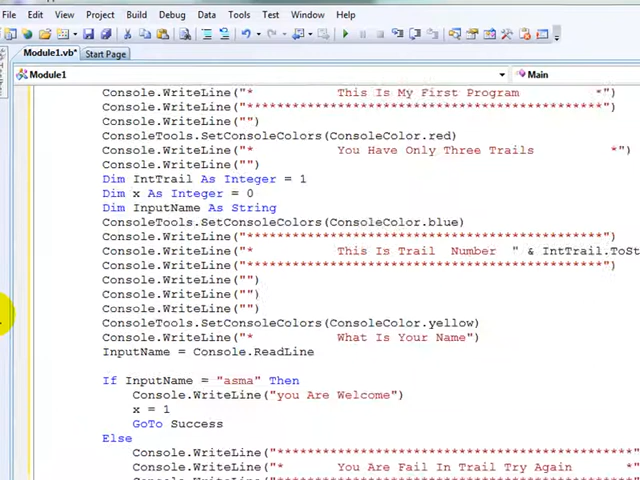 File Edit View Project Build Debug Data Tools Test Window Help
Module1.vb* Start Page
Module1 Main
Console.WriteLine("* This Is My First Program *")
Console.WriteLine("*******************************************")
Console.WriteLine("")
ConsoleTools.SetConsoleColors(ConsoleColor.red)
Console.WriteLine("* You Have Only Three Trails *")
Console.WriteLine("")
Dim IntTrail As Integer = 1
Dim x As Integer = 0
Dim InputName As String
ConsoleTools.SetConsoleColors(ConsoleColor.blue)
Console.WriteLine("*******************************************")
Console.WriteLine("* This Is Trail Number " & IntTrail.ToSt
Console.WriteLine("*******************************************")
Console.WriteLine("")
Console.WriteLine("")
Console.WriteLine("")
ConsoleTools.SetConsoleColors(ConsoleColor.yellow)
Console.WriteLine("* What Is Your Name")
InputName = Console.ReadLine
If InputName = "asma" Then
Console.WriteLine("you Are Welcome")
x = 1
GoTo Success
Else
Console.WriteLine("*******************************************"
Console.WriteLine("* You Are Fail In Trail Try Again *"